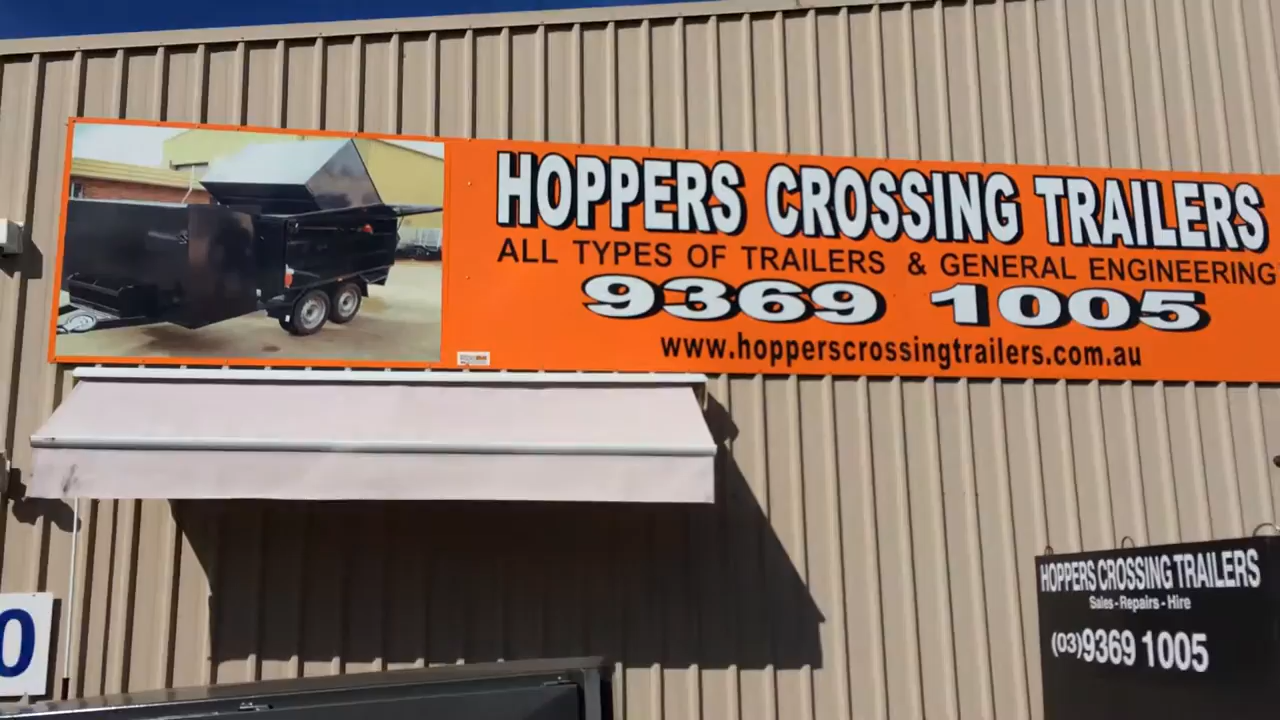 HOPPERS CROSSING TRAILERS
ALL TYPES OF TRAILERS & GENERAL ENGINEERING
9369 1005
www.hopperscrossingtrailers.com.au
HOPPERS CROSSING TRAILERS
Sales - Repairs - Hire
(03)9369 1005
0